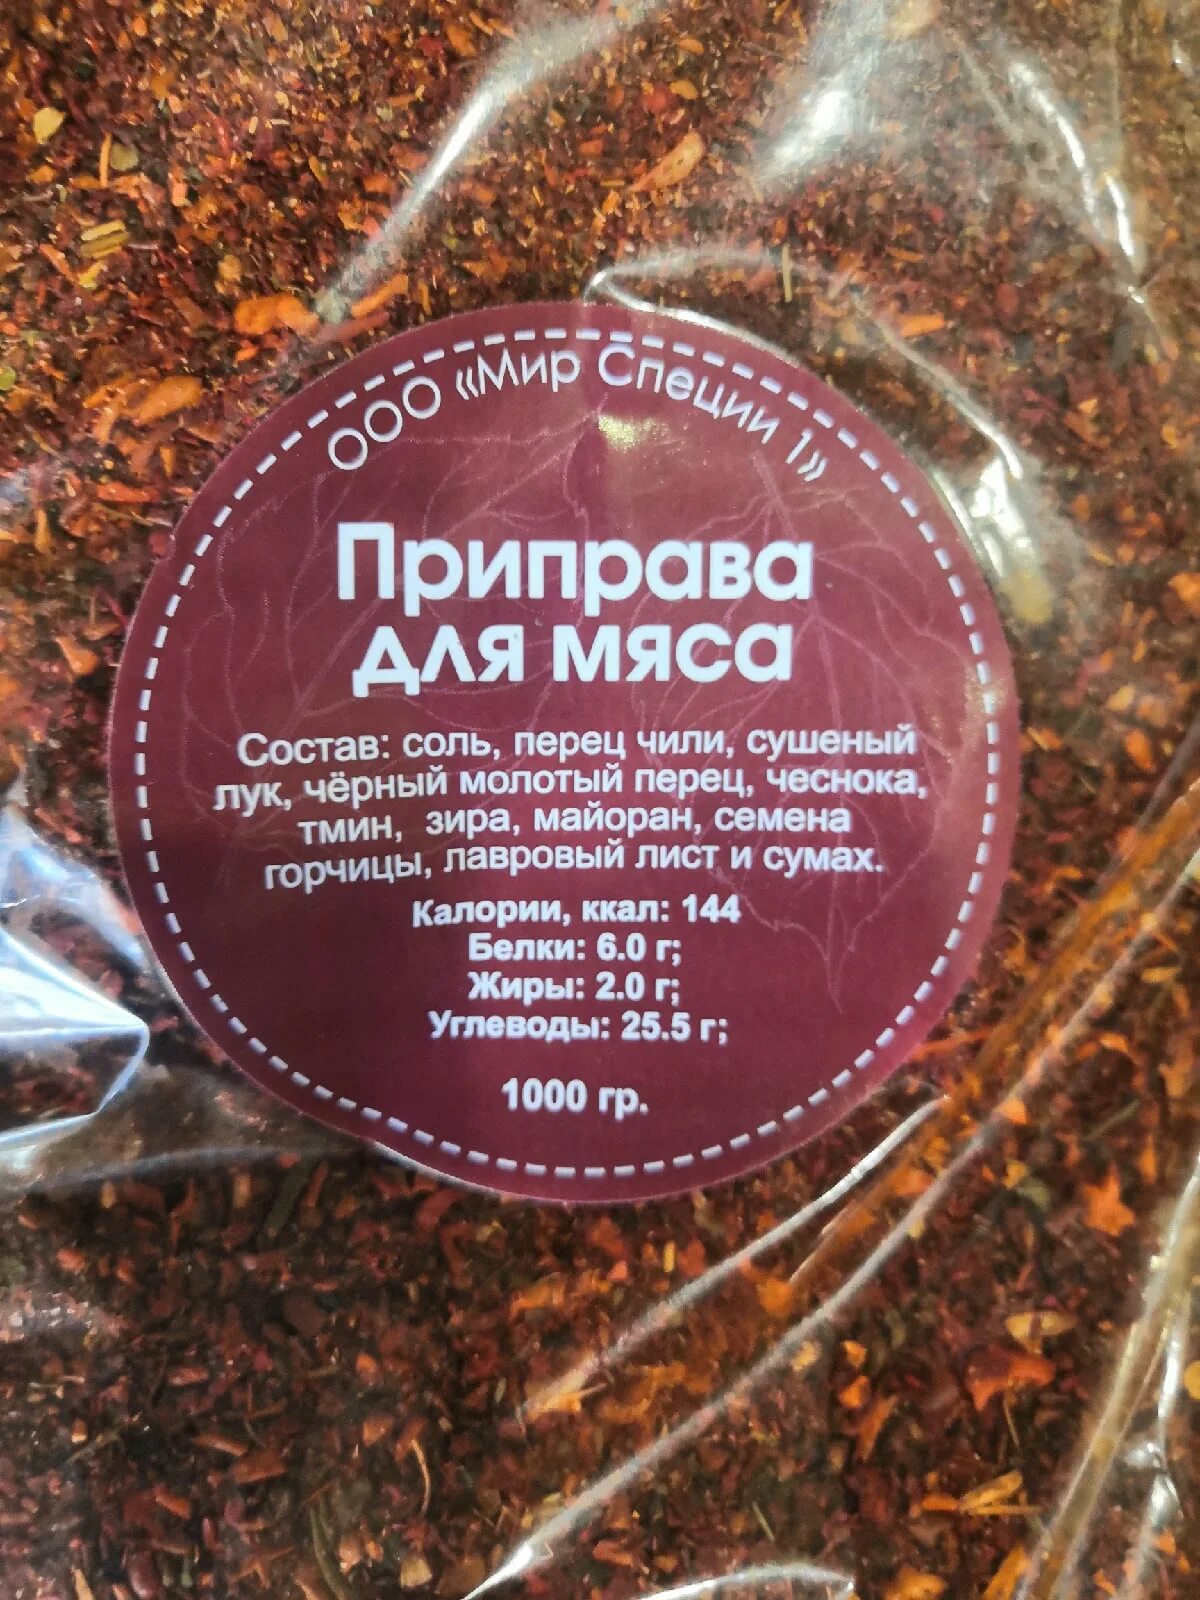 ООО «Мир Специи 1»
Приправа
для мяса
Состав: соль, перец чили, сушеный
лук, чёрный молотый перец, чеснока,
тмин, зира, майоран, семена
горчицы, лавровый лист и сумах.
Калории, ккал: 144
Белки: 6.0 г;
Жиры: 2.0 г;
Углеводы: 25.5 г;
1000 гр.